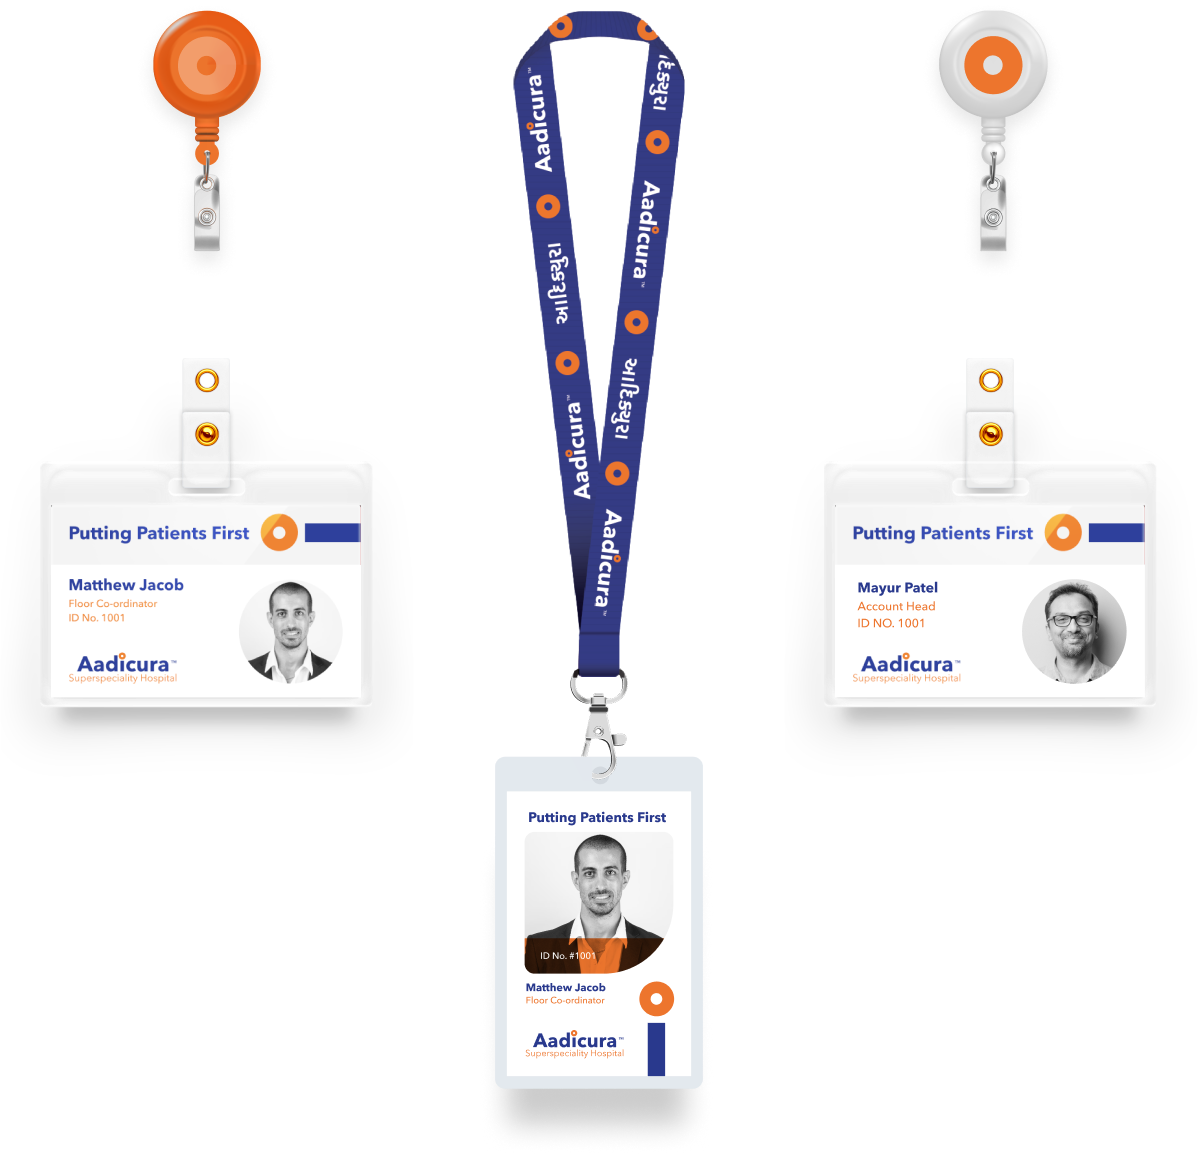 Aadicura™
આદિક્યુરા
Aadicura™
આદિક્યુરા
Aadicura™
આદિક્યુરા
Aadicura™
Putting Patients First
Matthew Jacob
Floor Co-ordinator
ID No. 1001
Aadicura™
Superspeciality Hospital
Putting Patients First
Mayur Patel
Account Head
ID NO. 1001
Aadicura™
Superspeciality Hospital
Putting Patients First
ID No. #1001
Matthew Jacob
Floor Co-ordinator
Aadicura™
Superspeciality Hospital